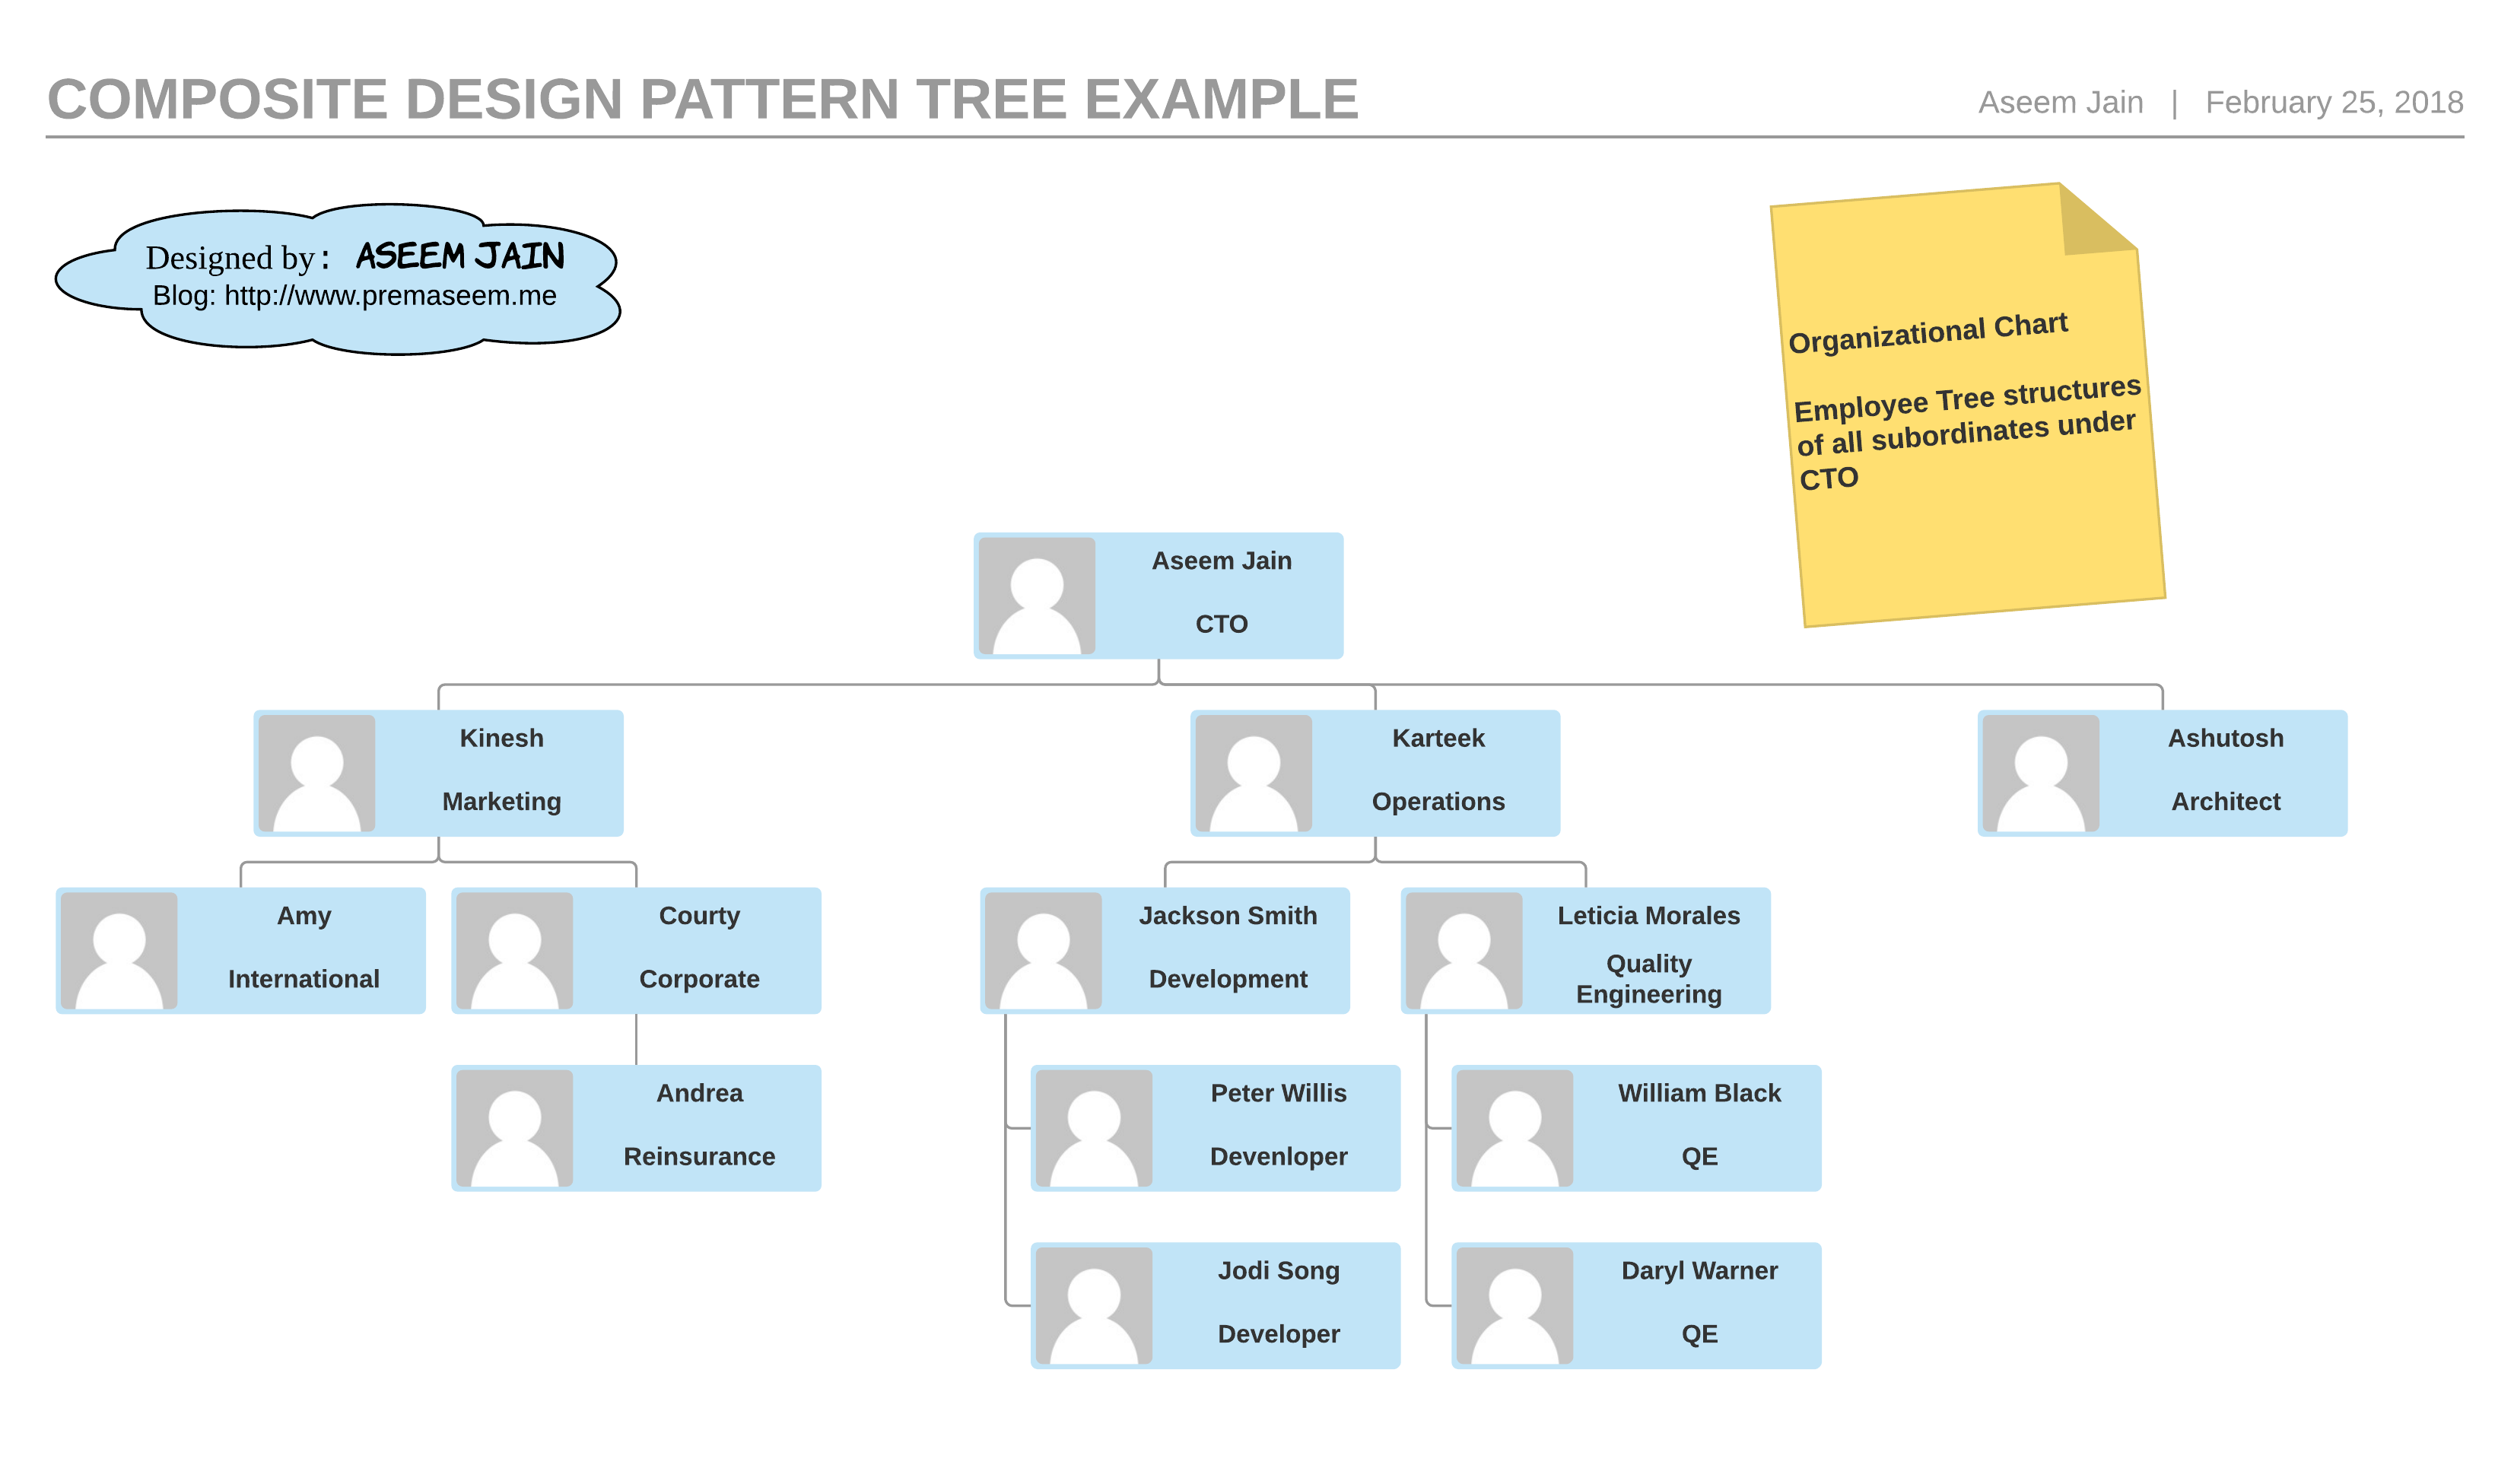 COMPOSITE DESIGN PATTERN TREE EXAMPLE
Aseem Jain | February 25, 2018
Designed by: ASEEM JAIN
Blog: http://www.premaseem.me
Organizational Chart
Employee Tree structures
of all subordinates under
CTO
Aseem Jain
CTO
Kinesh
Marketing
Karteek
Operations
Ashutosh
Architect
Amy
International
Courty
Corporate
Jackson Smith
Development
Leticia Morales
Quality
Engineering
Andrea
Reinsurance
Peter Willis
Devenloper
William Black
QE
Jodi Song
Developer
Daryl Warner
QE